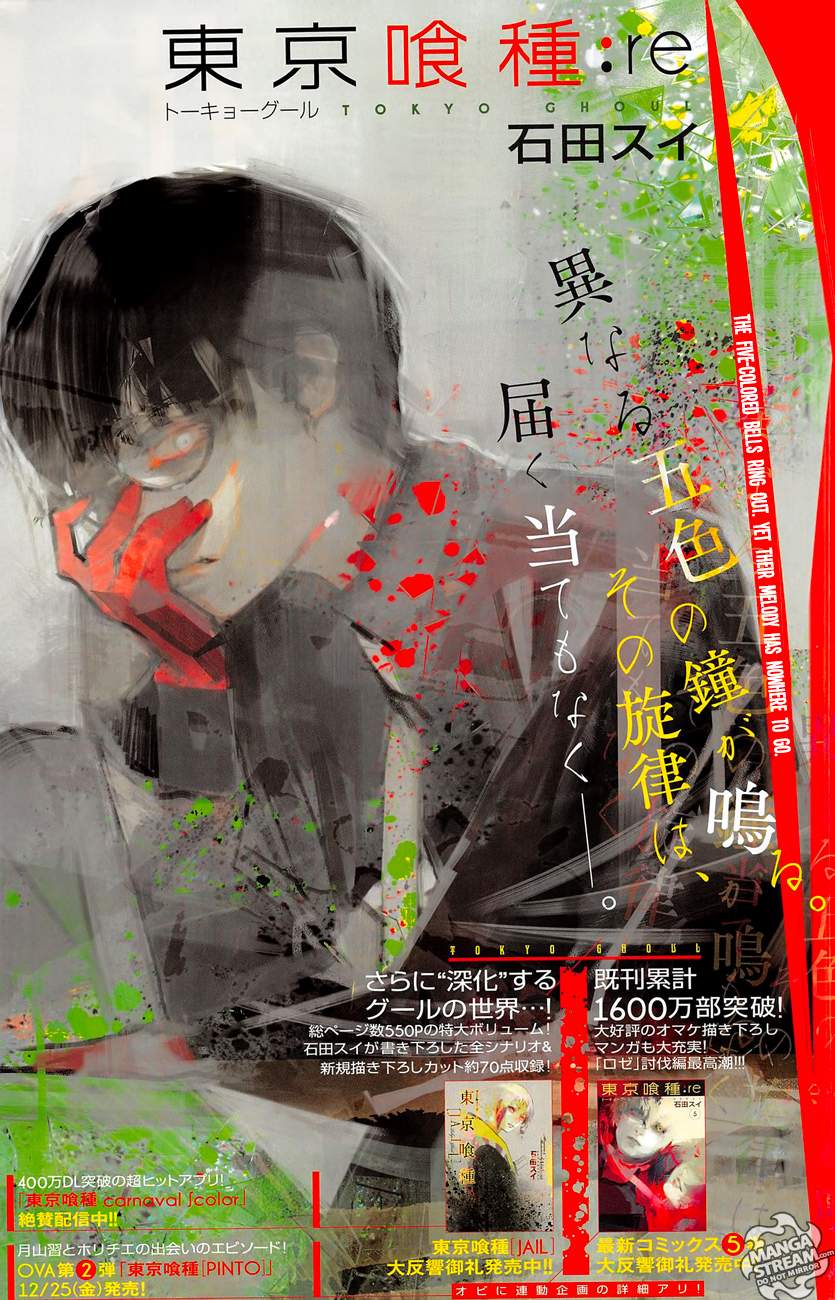 東京喰種:re
トーキョーグール TOKYO GHOUL
石田スイ
異なる五色の鐘が鳴る。
その旋律は、
届く当てもなく──。
THE FIVE-COLORED BELLS RING OUT. YET THEIR MELODY HAS NOWHERE TO GO.
TOKYO GHOUL
さらに“深化”する
グールの世界…!
総ページ数550Pの特大ボリューム!
石田スイが書き下ろした全シナリオ&
新規描き下ろしカット約70点収録!
既刊累計
1600万部突破!
大好評のオマケ描き下ろし
マンガも大充実!
「ロゼ」討伐編最高潮!!!
東京喰種
石田スイ
東京喰種:re
石田スイ
5
東京喰種[JAIL]
大反響御礼発売中!!
最新コミックス5巻
大反響御礼発売中
オビに連動企画の詳細アリ!
400万DL突破の超ヒットアプリ!
「東京喰種 carnaval ∫color」
絶賛配信中!!
月山習とホリチエの出会いのエピソード!
OVA第2弾「東京喰種[PINTO]」
12/25(金)発売!
MANGA
STREAM.com
DO NOT MIRROR